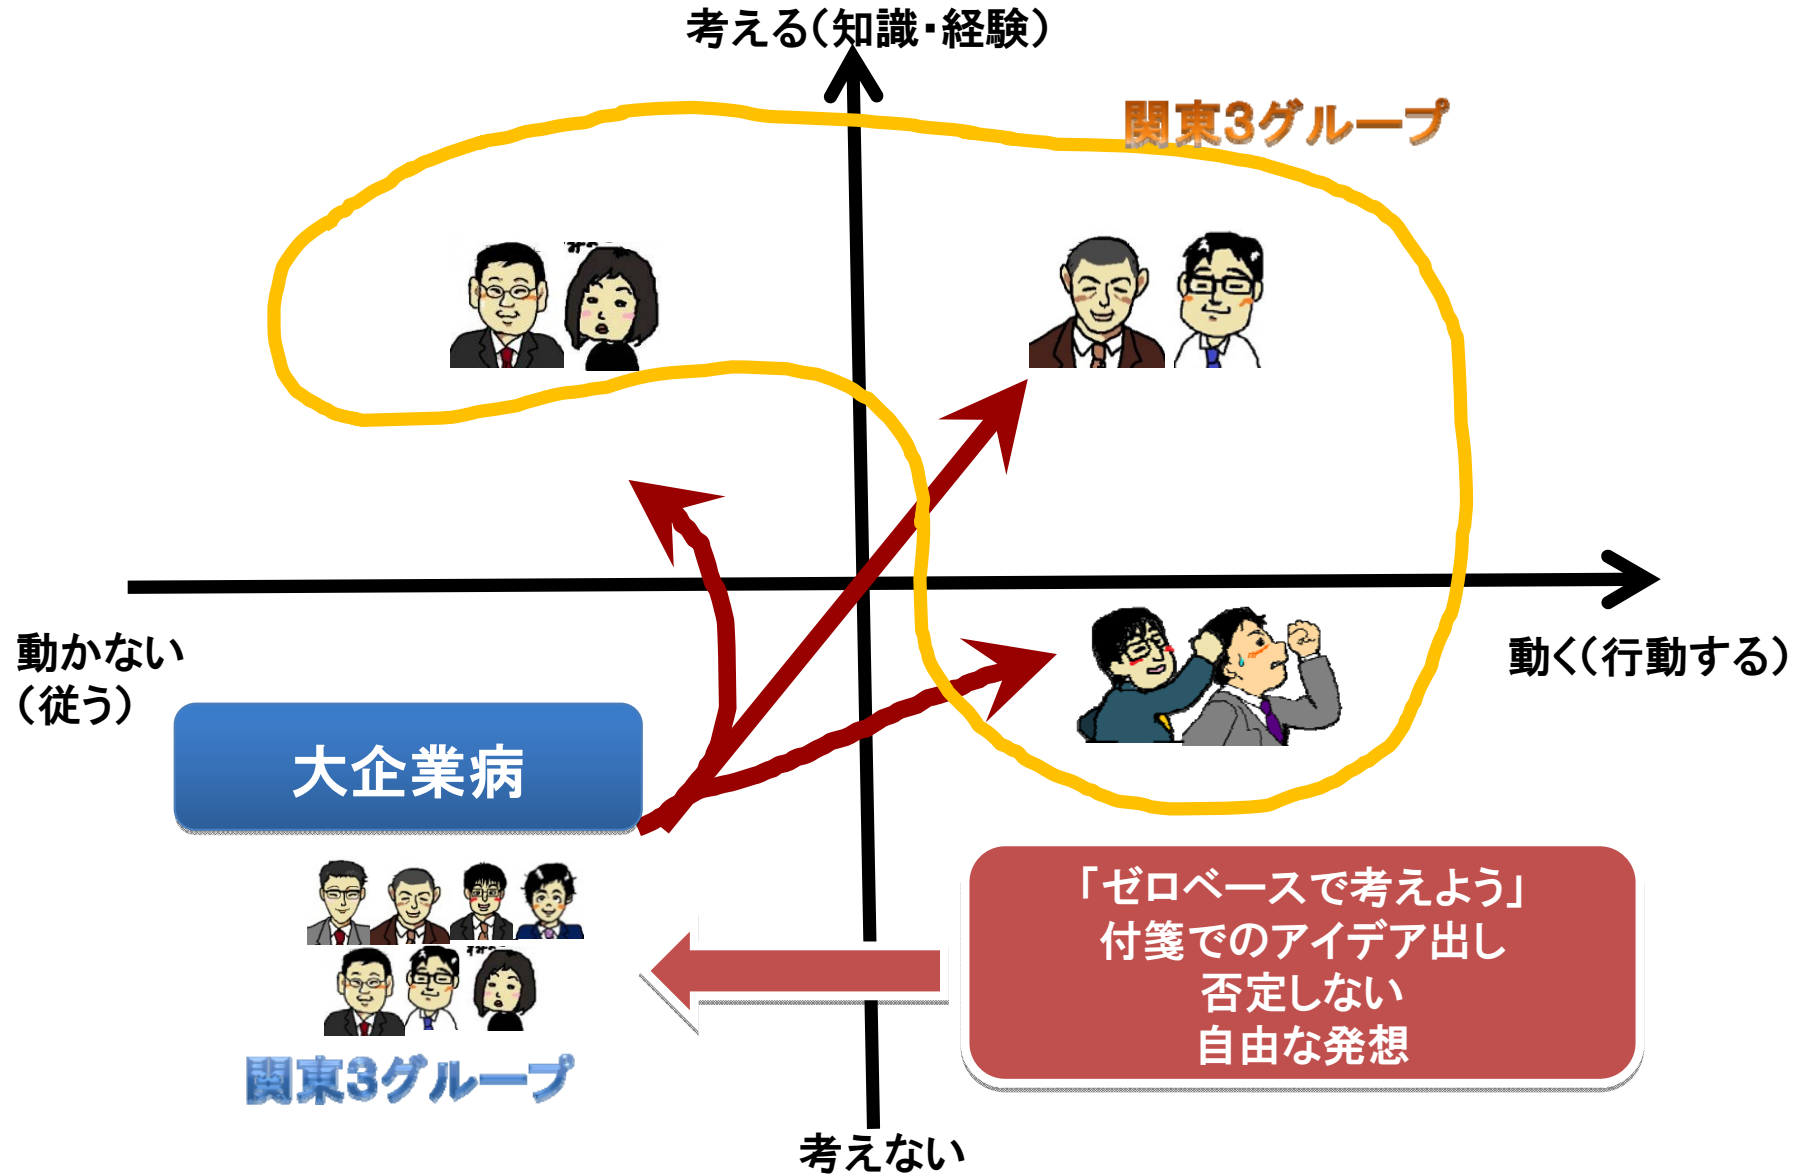 考える（知識・経験）
関東３グループ
動かない
（従う）
動く（行動する）
大企業病
「ゼロベースで考えよう」
付箋でのアイデア出し
否定しない
自由な発想
関東３グループ
考えない